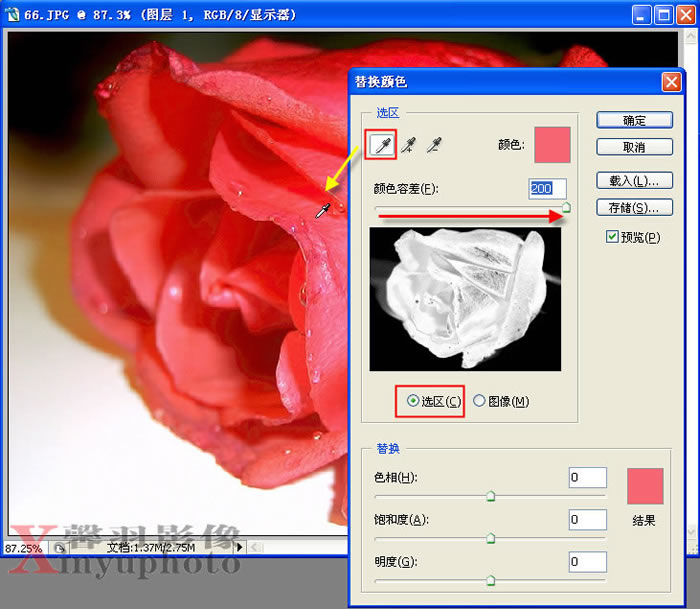 66.JPG @ 87.3% (图层 1, RGB/8/显示器)
替换颜色
选区
颜色:
确定
取消
颜色容差(F):
200
载入(L)...
存储(S)...
预览(P)
选区(C)
图像(M)
替换
色相(H):
0
饱和度(A):
0
结果
明度(G):
0
87.25%
文档:1.37M/2.75M
馨羽影像
Xinyuphoto